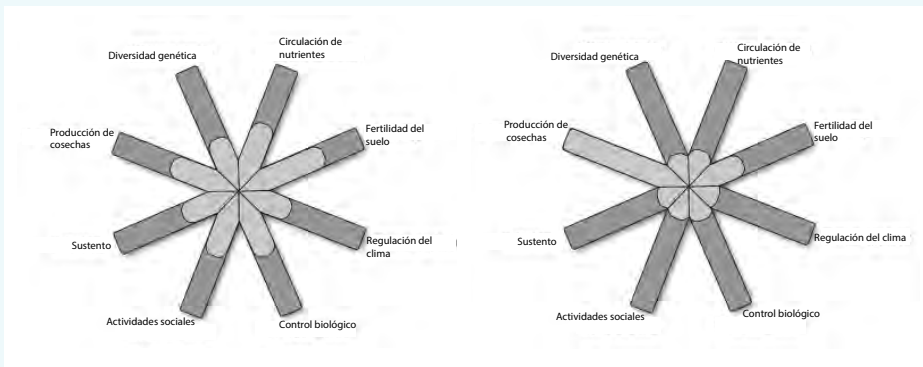 Circulación de
nutrientes
Diversidad genética
Producción de
cosechas
Fertilidad del
suelo
Sustento
Regulación del
clima
Actividades sociales
Control biológico
Circulación de
nutrientes
Diversidad genética
Producción de
cosechas
Fertilidad del
suelo
Sustento
Regulación del clima
Actividades sociales
Control biológico